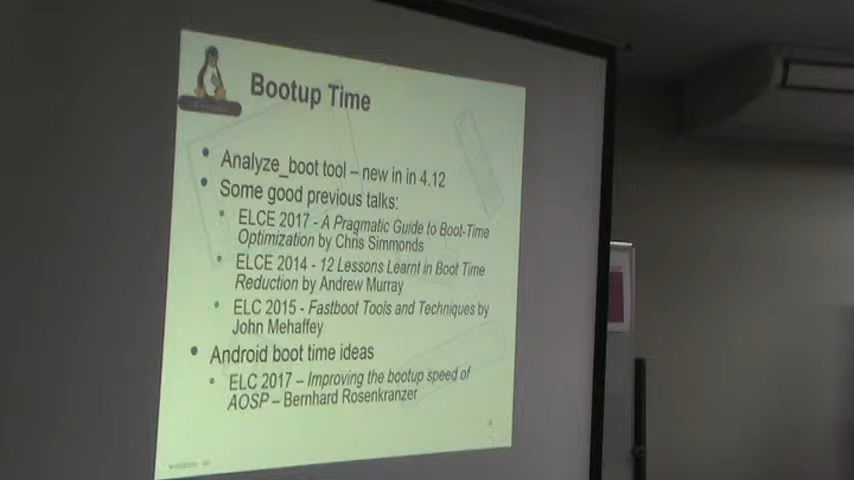 Bootup Time
Analyze_boot tool – new in in 4.12
Some good previous talks:
ELCE 2017 - A Pragmatic Guide to Boot-Time
Optimization by Chris Simmonds
ELCE 2014 - 12 Lessons Learnt in Boot Time
Reduction by Andrew Murray
ELC 2015 - Fastboot Tools and Techniques by
John Mehaffey
Android boot time ideas
ELC 2017 – Improving the bootup speed of
AOSP – Bernhard Rosenkranzer